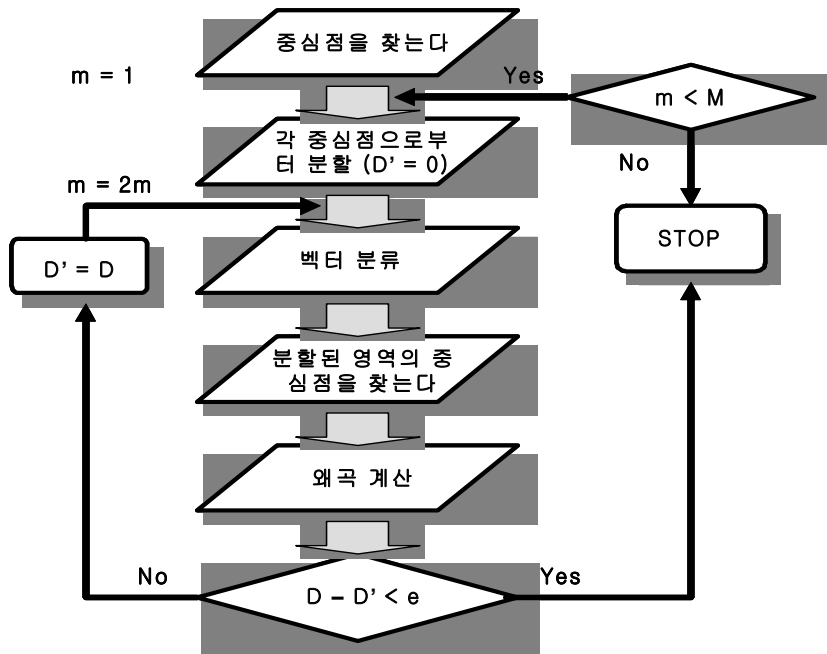 중심점을 찾는다
m = 1
Yes
m < M
각 중심점으로부
터 분할 (D' = 0)
No
m = 2m
STOP
D' = D
벡터 분류
분할된 영역의 중
심점을 찾는다
왜곡 계산
No
D – D' < e
Yes